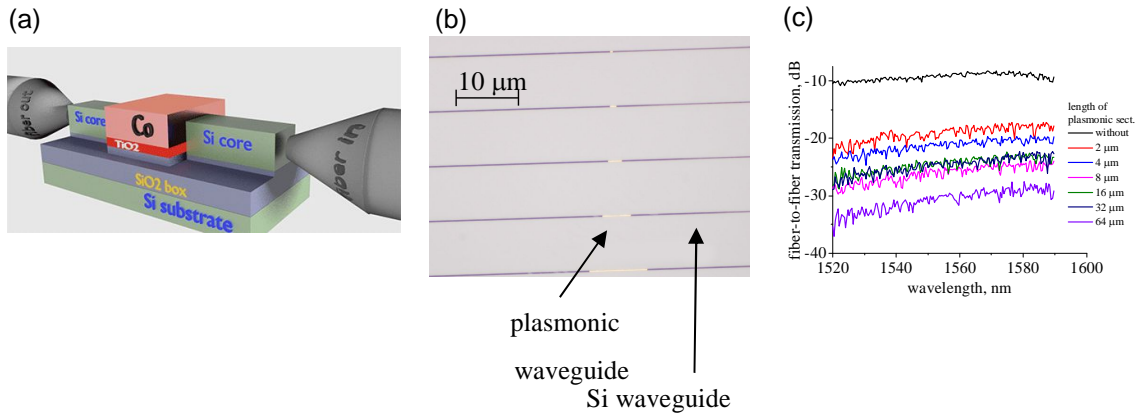 (a)
(b)
(c)
fiber out
Si core
Co
TiO2
Si core
fiber in
SiO2 box
Si substrate
10 μm
plasmonic
waveguide
Si waveguide
fiber-to-fiber transmission, dB
-10
-20
-30
-40
1520
1540
1560
1580
1600
wavelength, nm
length of
plasmonic sect.
without
2 μm
4 μm
8 μm
16 μm
32 μm
64 μm